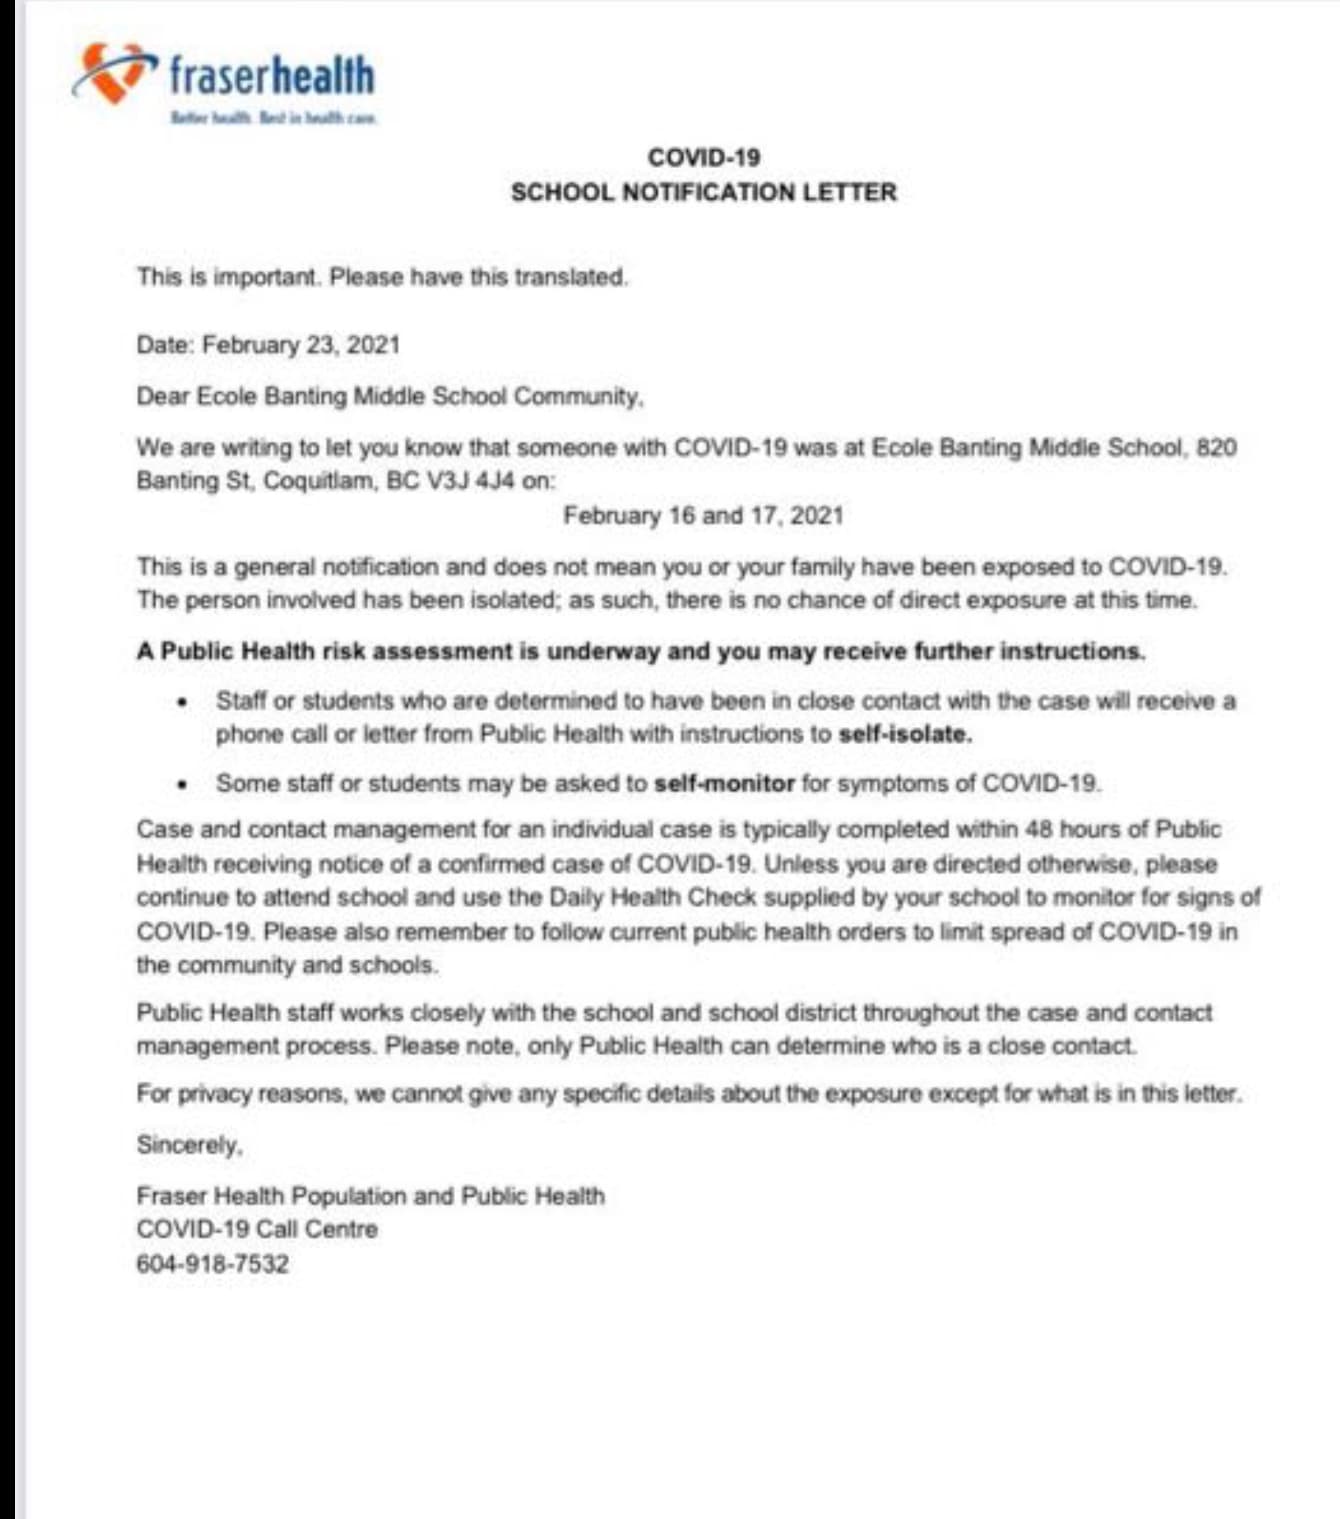 fraserhealth
Better health. Best in health care.
COVID-19
SCHOOL NOTIFICATION LETTER
This is important. Please have this translated.
Date: February 23, 2021
Dear Ecole Banting Middle School Community,
We are writing to let you know that someone with COVID-19 was at Ecole Banting Middle School, 820
Banting St, Coquitlam, BC V3J 4J4 on:
February 16 and 17, 2021
This is a general notification and does not mean you or your family have been exposed to COVID-19.
The person involved has been isolated; as such, there is no chance of direct exposure at this time.
A Public Health risk assessment is underway and you may receive further instructions.
• Staff or students who are determined to have been in close contact with the case will receive a
phone call or letter from Public Health with instructions to self-isolate.
• Some staff or students may be asked to self-monitor for symptoms of COVID-19.
Case and contact management for an individual case is typically completed within 48 hours of Public
Health receiving notice of a confirmed case of COVID-19. Unless you are directed otherwise, please
continue to attend school and use the Daily Health Check supplied by your school to monitor for signs of
COVID-19. Please also remember to follow current public health orders to limit spread of COVID-19 in
the community and schools.
Public Health staff works closely with the school and school district throughout the case and contact
management process. Please note, only Public Health can determine who is a close contact.
For privacy reasons, we cannot give any specific details about the exposure except for what is in this letter.
Sincerely,
Fraser Health Population and Public Health
COVID-19 Call Centre
604-918-7532